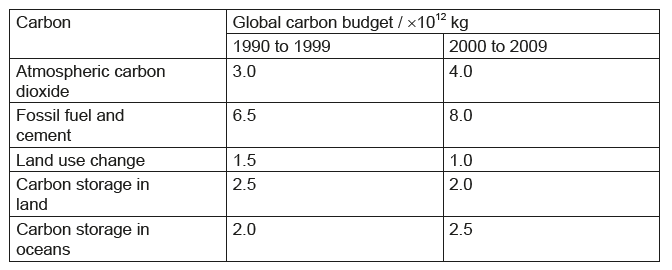 Carbon Global carbon budget / ×10¹² kg
1990 to 1999 2000 to 2009
Atmospheric carbon 3.0 4.0
dioxide
Fossil fuel and 6.5 8.0
cement
Land use change 1.5 1.0
Carbon storage in 2.5 2.0
land
Carbon storage in 2.0 2.5
oceans